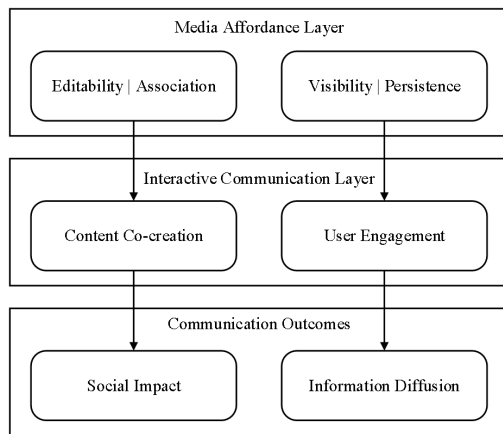 Media Affordance Layer
Editability | Association
Visibility | Persistence
Interactive Communication Layer
Content Co-creation
User Engagement
Communication Outcomes
Social Impact
Information Diffusion